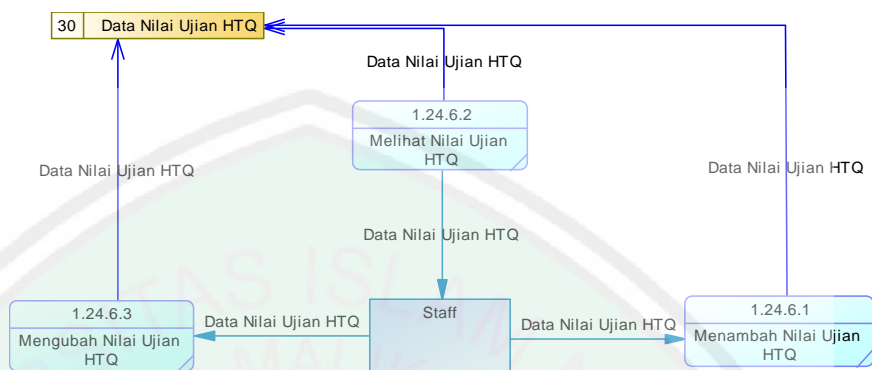 30 Data Nilai Ujian HTQ
Data Nilai Ujian HTQ
1.24.6.2
Melihat Nilai Ujian
HTQ
Data Nilai Ujian HTQ
Data Nilai Ujian HTQ
Data Nilai Ujian HTQ
1.24.6.3
Mengubah Nilai Ujian
HTQ
Data Nilai Ujian HTQ
Staff
Data Nilai Ujian HTQ
1.24.6.1
Menambah Nilai Ujian
HTQ